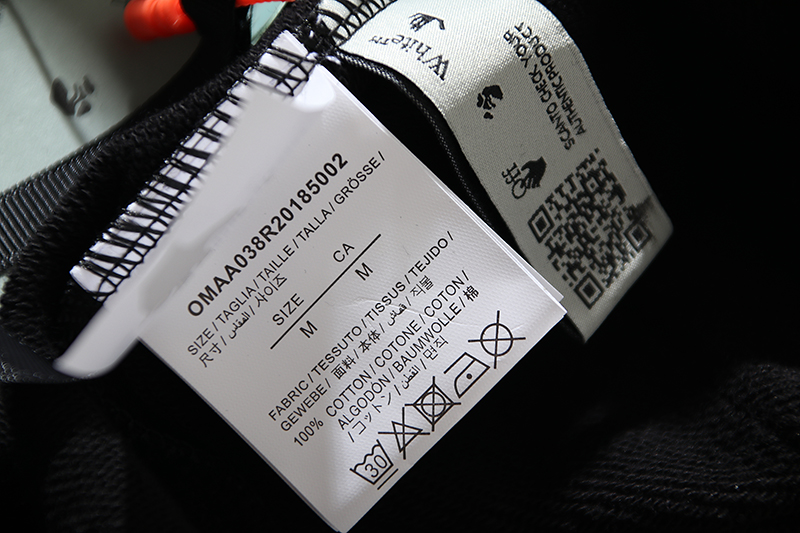 OMAA038R20185002
SIZE / TAGLIA / TAILLE / TALLA / GRÖSSE /
尺寸 / المقاس / 사이즈
SIZE CA
M M
FABRIC / TESSUTO / TISSUS / TEJIDO /
GEWEBE / 面料 / 本体 / قماش / 직물
100% COTTON / COTONE / COTON /
ALGODÓN / BAUMWOLLE / 棉
/ コットン / القطن / 면직
30
White™
SCAN TO CHECK YOUR
AUTHENTIC PRODUCT
Off